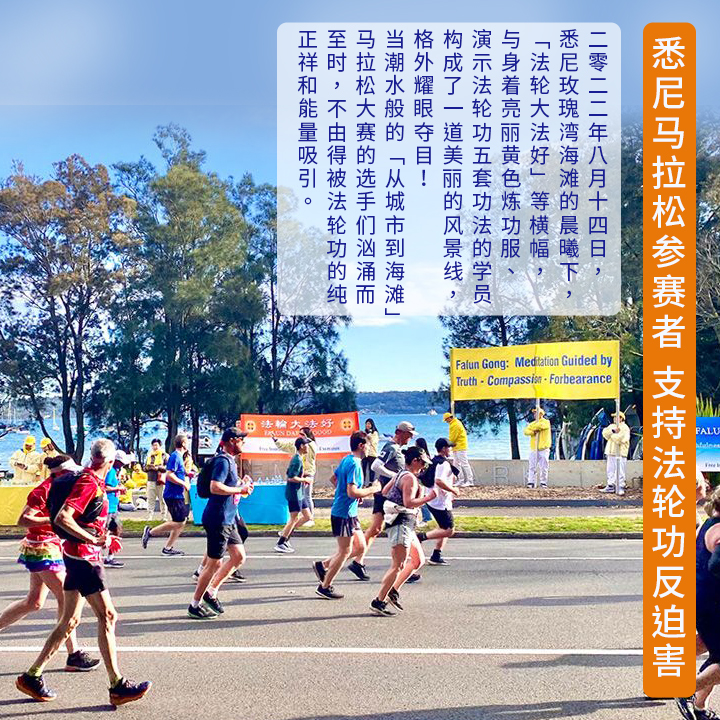 悉尼马拉松参赛者 支持法轮功反迫害
二零二二年八月十四日，
悉尼玫瑰湾海滩的晨曦下，
「法轮大法好」等横幅，
与身着亮丽黄色炼功服、
演示法轮功五套功法的学员
构成了一道美丽的风景线，
格外耀眼夺目！
当潮水般的「从城市到海滩」
马拉松大赛的选手们汹涌而
至时，不由得被法轮功的纯
正祥和能量吸引。
Falun Gong: Meditation Guided by
Truth - Compassion - Forbearance
法輪大法好
FALUN DAFA IS GOOD
FALU